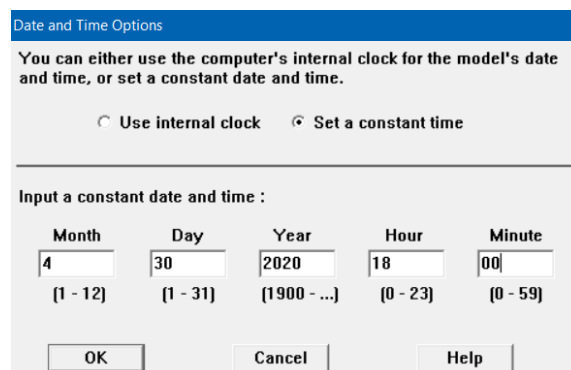 Date and Time Options
You can either use the computer's internal clock for the model's date
and time, or set a constant date and time.
Use internal clock Set a constant time
Input a constant date and time :
Month Day Year Hour Minute
4 30 2020 18 00
(1 - 12) (1 - 31) (1900 - ...) (0 - 23) (0 - 59)
OK Cancel Help